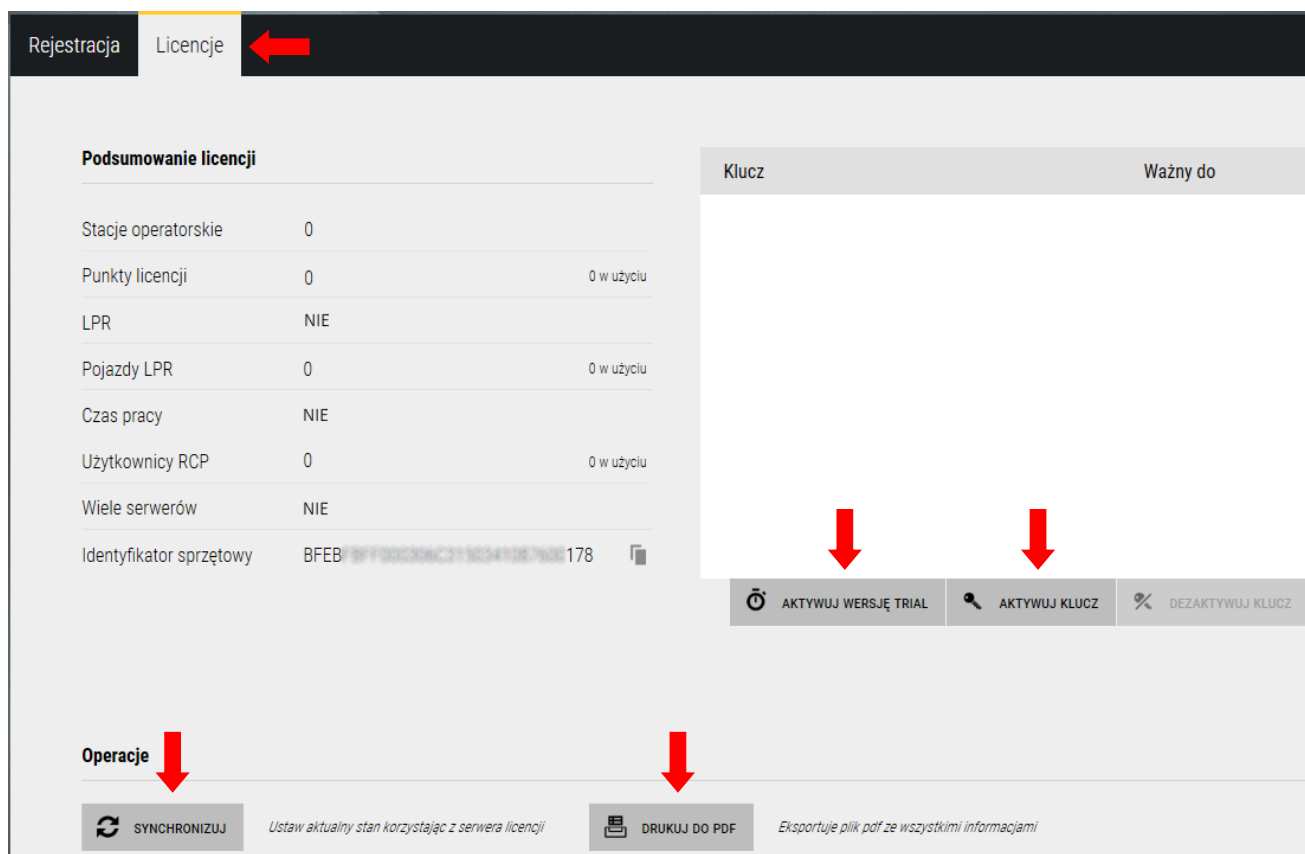 Rejestracja Licencje
Podsumowanie licencji
Stacje operatorskie 0
Punkty licencji 0 0 w użyciu
LPR NIE
Pojazdy LPR 0 0 w użyciu
Czas pracy NIE
Użytkownicy RCP 0 0 w użyciu
Wiele serwerów NIE
Identyfikator sprzętowy BFEB 178
Klucz Ważny do
AKTYWUJ WERSJĘ TRIAL AKTYWUJ KLUCZ DEZAKTYWUJ KLUCZ
Operacje
SYNCHRONIZUJ Ustaw aktualny stan korzystając z serwera licencji DRUKUJ DO PDF Eksportuje plik pdf ze wszystkimi informacjami